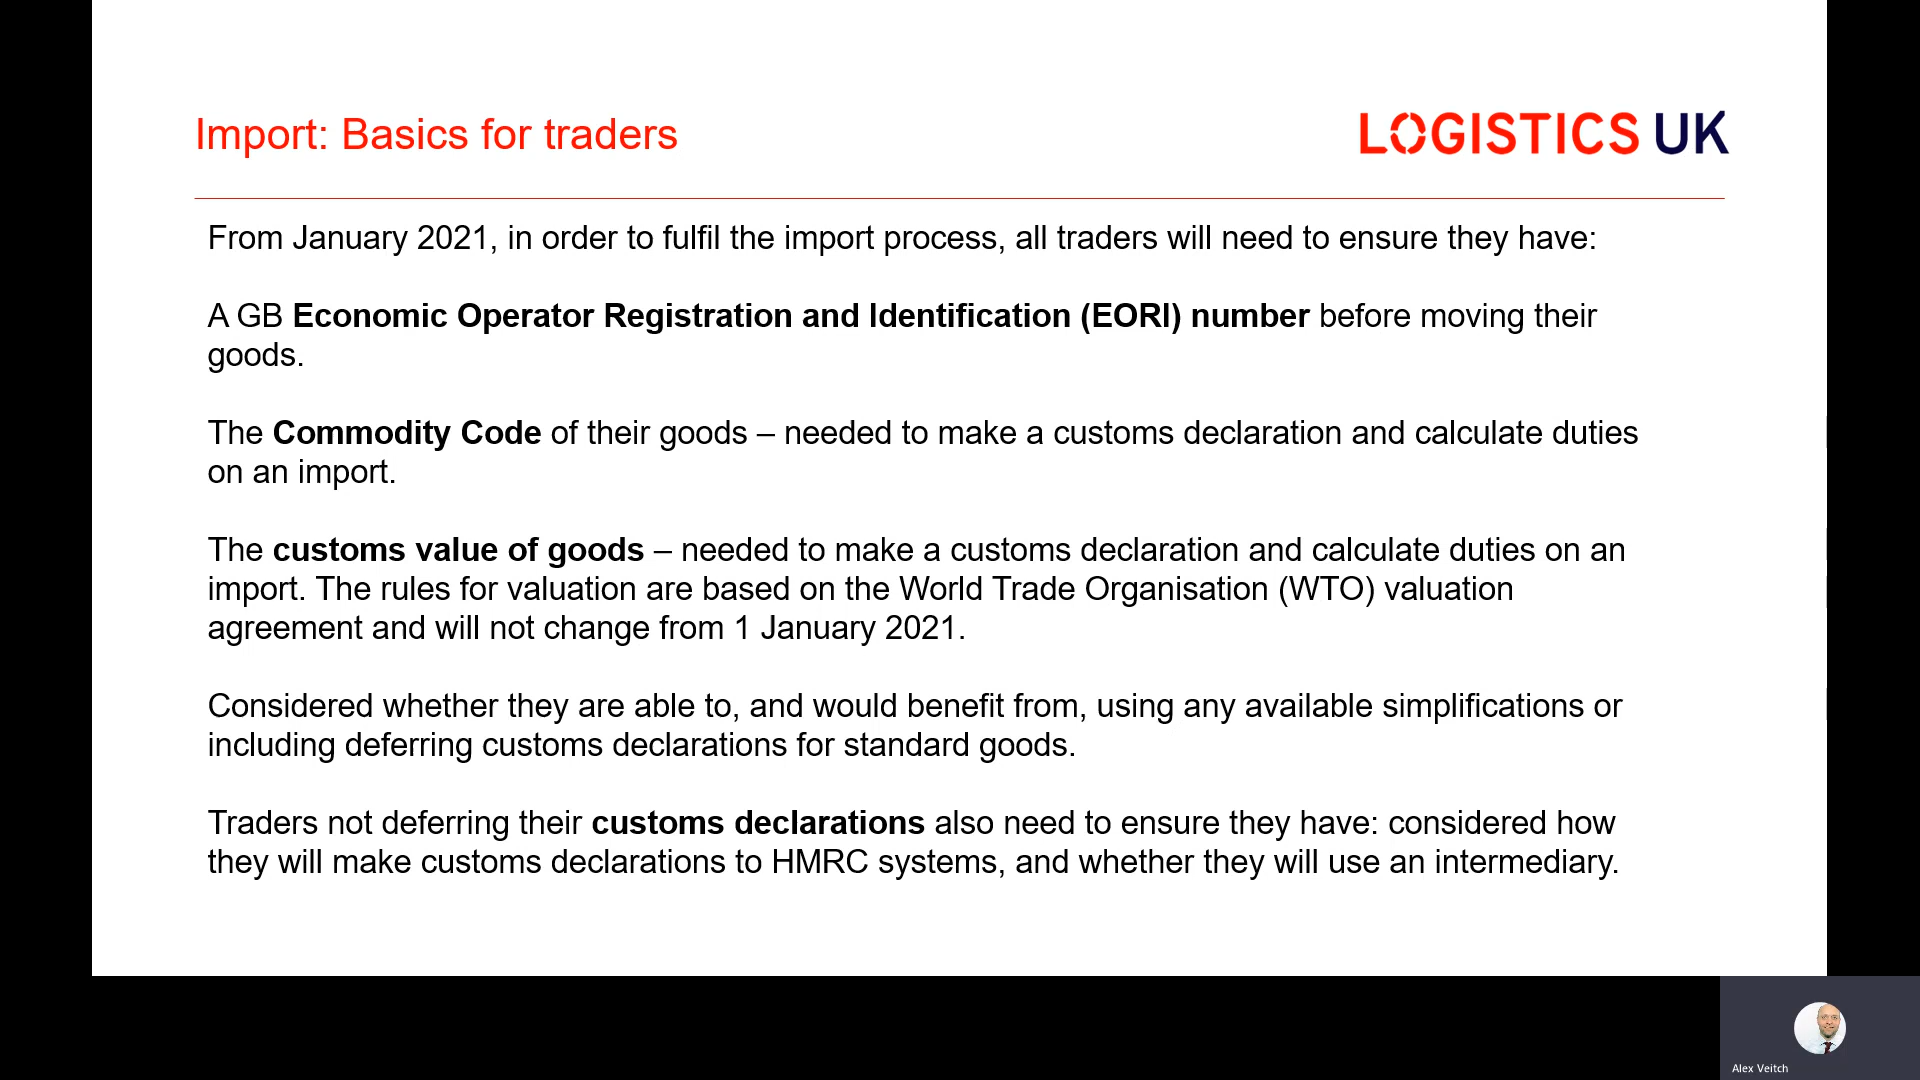 Import: Basics for traders
LOGISTICS UK
From January 2021, in order to fulfil the import process, all traders will need to ensure they have:
A GB Economic Operator Registration and Identification (EORI) number before moving their
goods.
The Commodity Code of their goods – needed to make a customs declaration and calculate duties
on an import.
The customs value of goods – needed to make a customs declaration and calculate duties on an
import. The rules for valuation are based on the World Trade Organisation (WTO) valuation
agreement and will not change from 1 January 2021.
Considered whether they are able to, and would benefit from, using any available simplifications or
including deferring customs declarations for standard goods.
Traders not deferring their customs declarations also need to ensure they have: considered how
they will make customs declarations to HMRC systems, and whether they will use an intermediary.
Alex Veitch